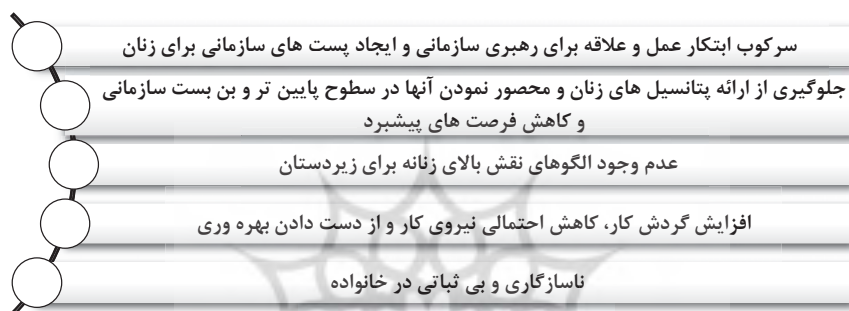 سرکوب ابتکار عمل و علاقه برای رهبری سازمانی و ایجاد پست های سازمانی برای زنان
جلوگیری از ارائه پتانسیل های زنان و محصور نمودن آنها در سطوح پایین تر و بن بست سازمانی
و کاهش فرصت های پیشبرد
عدم وجود الگوهای نقش بالای زنانه برای زیردستان
افزایش گردش کار، کاهش احتمالی نیروی کار و از دست دادن بهره وری
ناسازگاری و بی ثباتی در خانواده